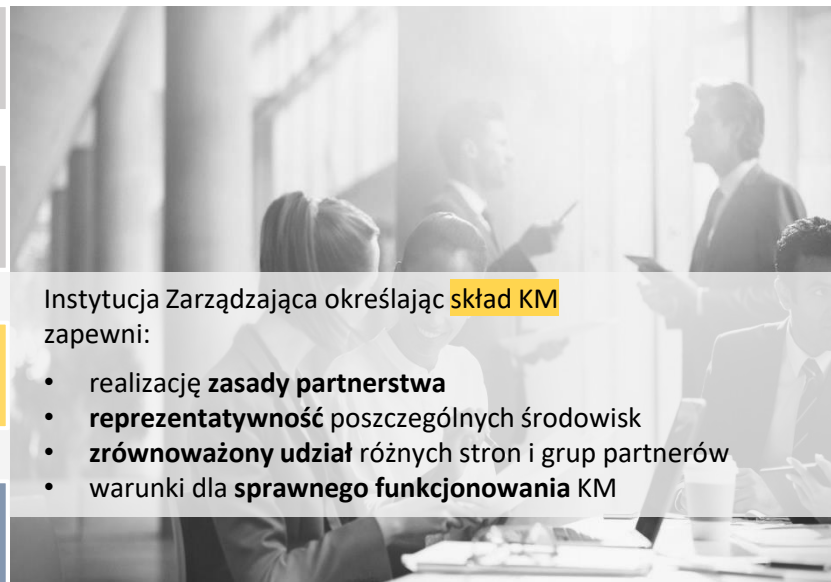 Instytucja Zarządzająca określając skład KM
zapewni:
• realizację zasady partnerstwa
• reprezentatywność poszczególnych środowisk
• zrównoważony udział różnych stron i grup partnerów
• warunki dla sprawnego funkcjonowania KM